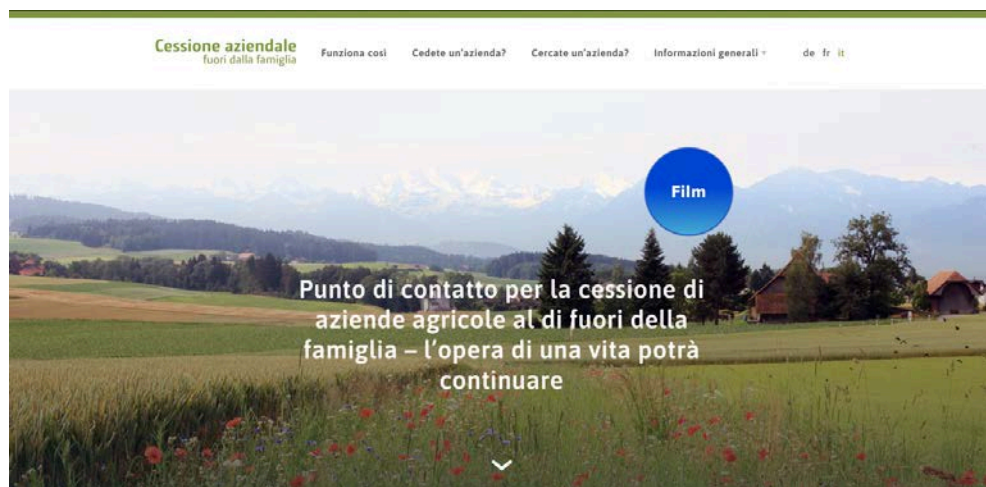 Cessione aziendale
fuori dalla famiglia
Funziona così
Cedete un'azienda?
Cercate un'azienda?
Informazioni generali
de fr it
Film
Punto di contatto per la cessione di
aziende agricole al di fuori della
famiglia – l'opera di una vita potrà
continuare